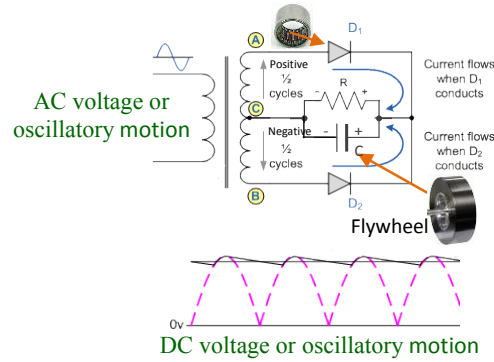 A
D1
Positive
½
cycles
Current flows
when D1
conducts
R
- +
AC voltage or
oscillatory motion
C
Negative
½
cycles
- +
C
Current flows
when D2
conducts
B
D2
Flywheel
0v
DC voltage or oscillatory motion